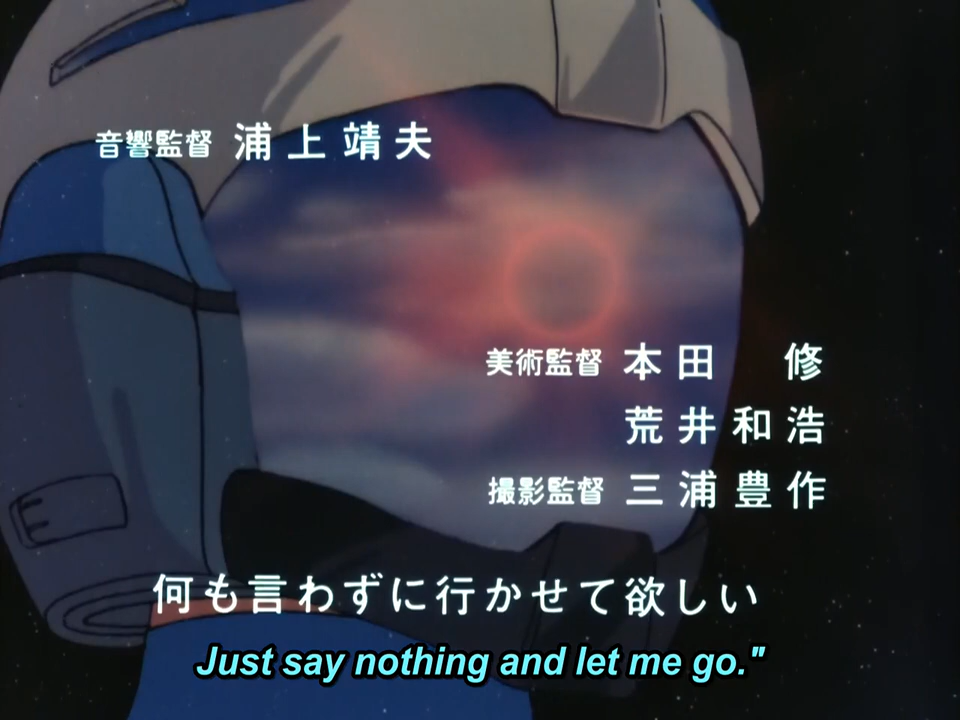 音響監督 浦上靖夫
美術監督 本田 修
荒井和浩
撮影監督 三浦豊作
何も言わずに行かせて欲しい
Just say nothing and let me go."